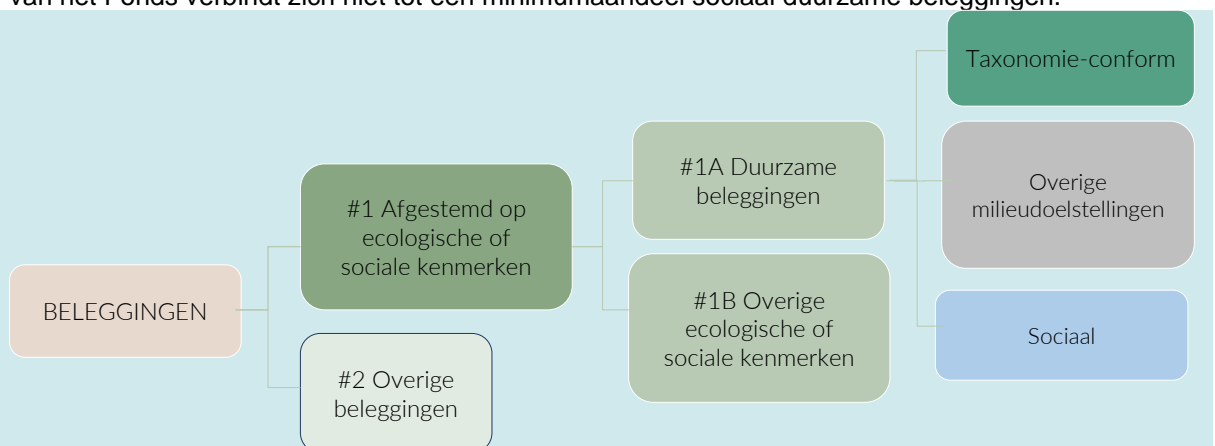 van het Fonds verbindt zich niet tot een minimumaandeel sociaal duurzame beleggingen.
BELEGGINGEN
#1 Afgestemd op
ecologische of
sociale kenmerken
#2 Overige
beleggingen
#1A Duurzame
beleggingen
#1B Overige
ecologische of
sociale kenmerken
Taxonomie-conform
Overige
milieudoelstellingen
Sociaal